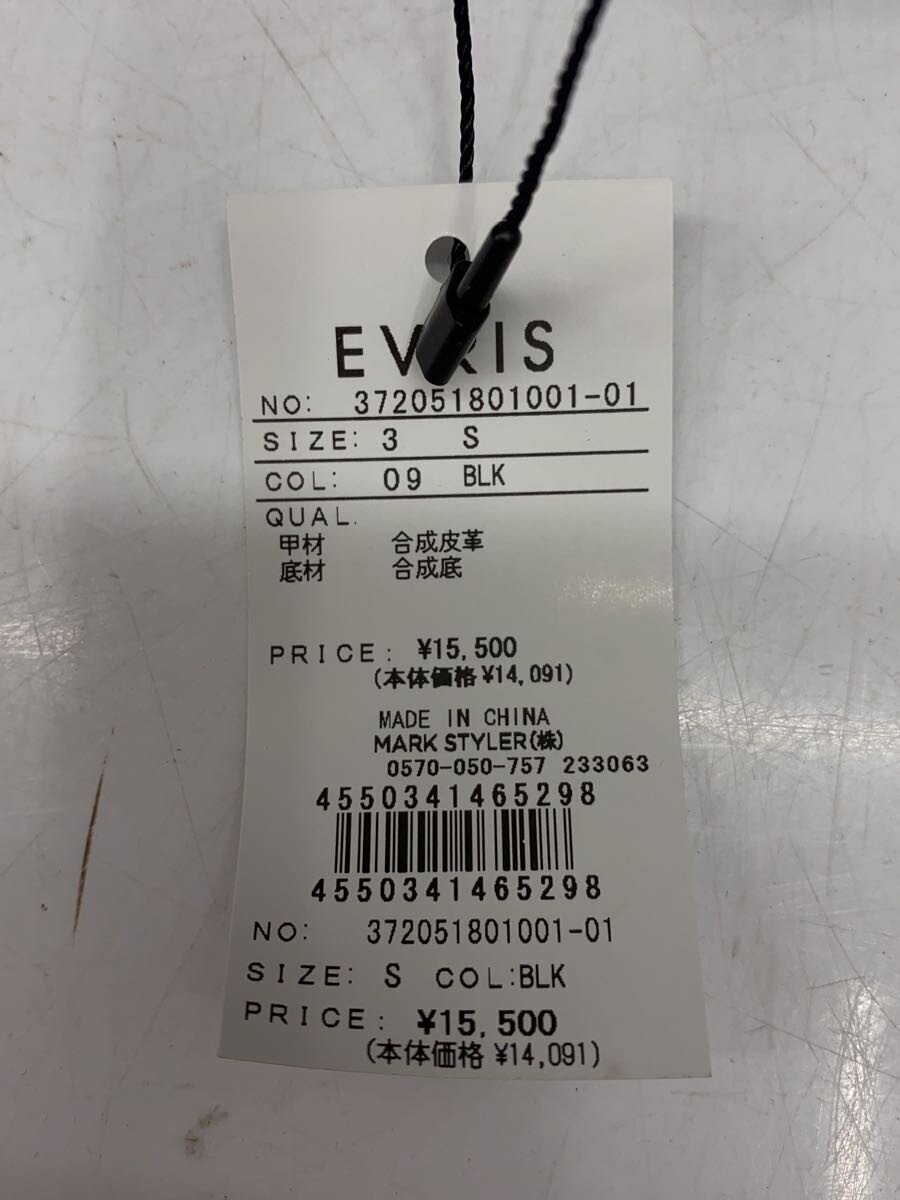 EVRIS
NO: 372051801001-01
SIZE: 3 S
COL: 09 BLK
QUAL.
甲材 合成皮革
底材 合成底
PRICE: ¥15,500
(本体価格¥14,091)
MADE IN CHINA
MARK STYLER(株)
0570-050-757 233063
4550341465298
4550341465298
NO: 372051801001-01
SIZE: S COL:BLK
PRICE: ¥15,500
(本体価格 ¥14,091)